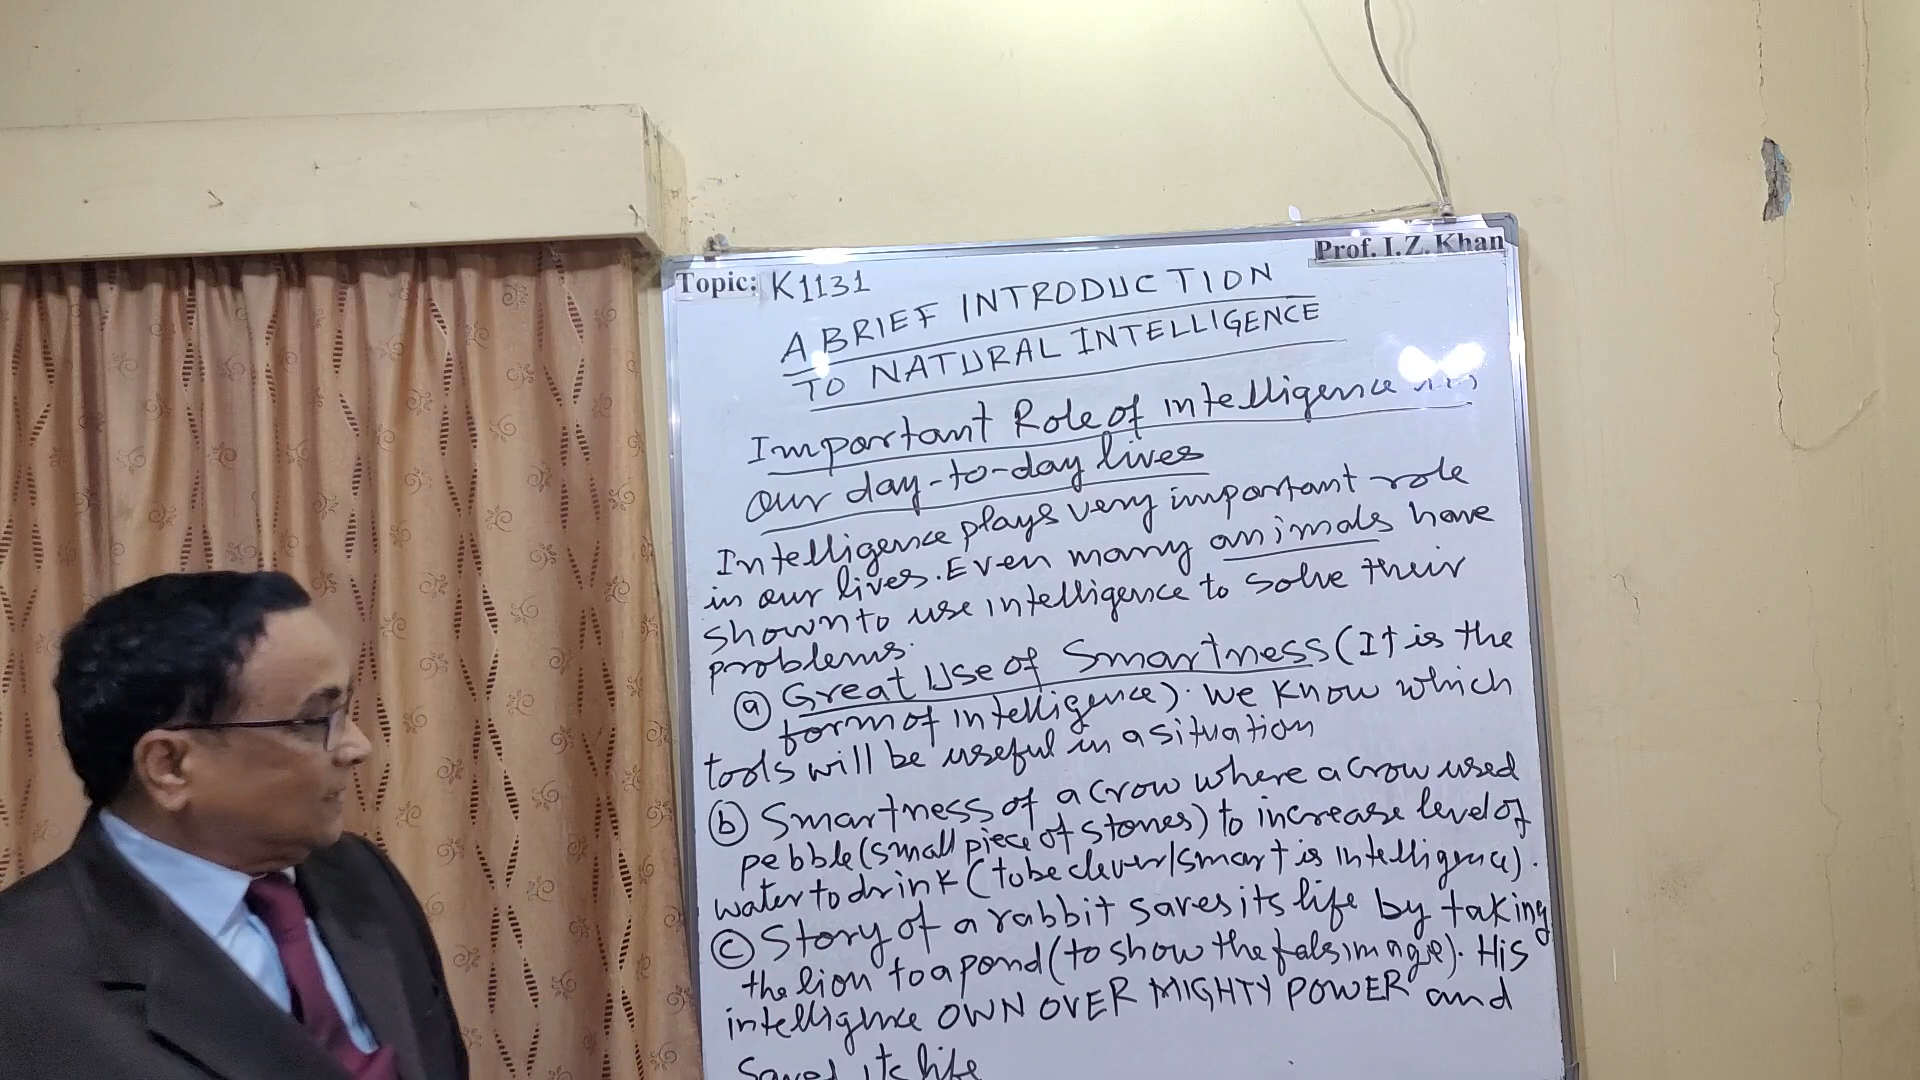 Prof. I.Z. Khan
Topic: K1131
A BRIEF INTRODUCTION
TO NATURAL INTELLIGENCE
Important Role of intelligence in
our day-to-day lives
Intelligence plays very important role
in our lives. Even many animals have
shown to use intelligence to solve their
problems.
(a) Great Use of Smartness (It is the
form of intelligence). We know which
tools will be useful in a situation
(b) Smartness of a crow where a crow used
pebble (small piece of stones) to increase level of
water to drink (to be clever/smart is intelligence).
(c) Story of a rabbit saves its life by taking
the lion to a pond (to show the fals image). His
intelligence OWN OVER MIGHTY POWER and
saved its life